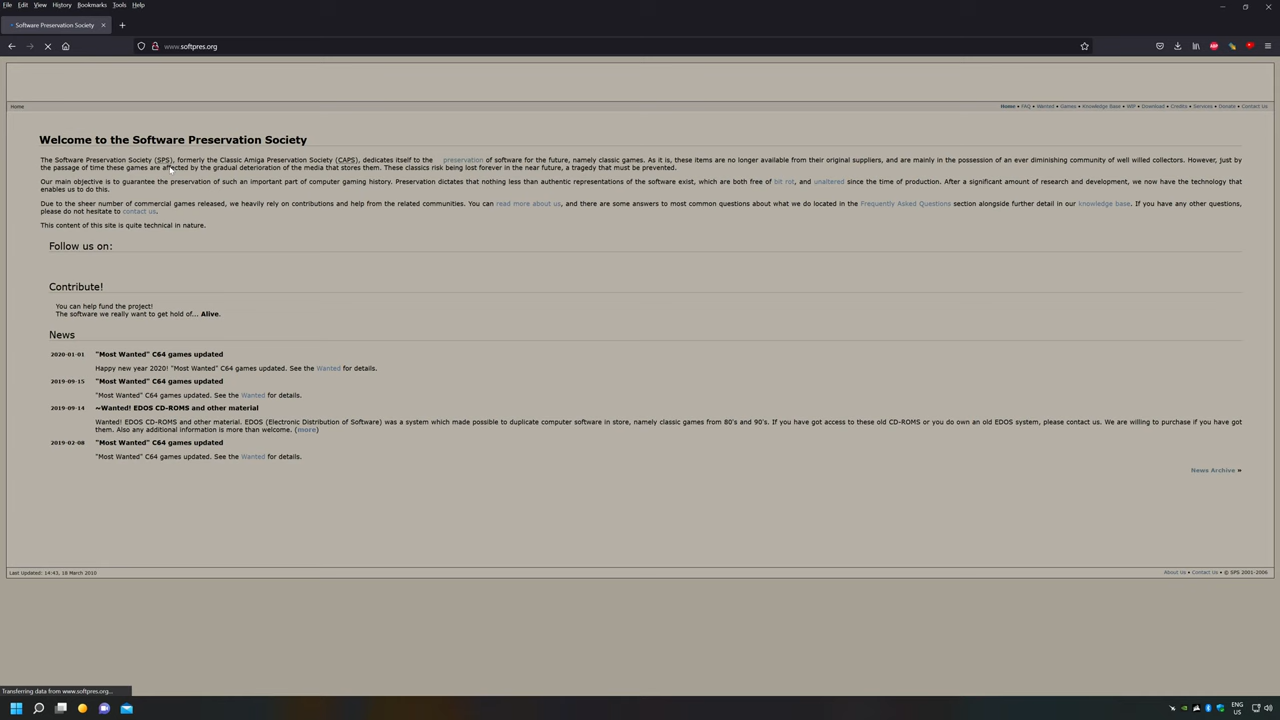 File Edit View History Bookmarks Tools Help
Software Preservation Society
www.softpres.org
Home
Home • FAQ • Wanted • Games • Knowledge Base • WIP • Download • Credits • Services • Donate • Contact Us
Welcome to the Software Preservation Society
The Software Preservation Society (SPS), formerly the Classic Amiga Preservation Society (CAPS), dedicates itself to the preservation of software for the future, namely classic games. As it is, these items are no longer available from their original suppliers, and are mainly in the possession of an ever diminishing community of well willed collectors. However, just by
the passage of time these games are affected by the gradual deterioration of the media that stores them. These classics risk being lost forever in the near future, a tragedy that must be prevented.
Our main objective is to guarantee the preservation of such an important part of computer gaming history. Preservation dictates that nothing less than authentic representations of the software exist, which are both free of bit rot, and unaltered since the time of production. After a significant amount of research and development, we now have the technology that
enables us to do this.
Due to the sheer number of commercial games released, we heavily rely on contributions and help from the related communities. You can read more about us, and there are some answers to most common questions about what we do located in the Frequently Asked Questions section alongside further detail in our knowledge base. If you have any other questions,
please do not hesitate to contact us.
This content of this site is quite technical in nature.
Follow us on:
Contribute!
You can help fund the project!
The software we really want to get hold of... Alive.
News
2020-01-01 "Most Wanted" C64 games updated
Happy new year 2020! "Most Wanted" C64 games updated. See the Wanted for details.
2019-09-15 "Most Wanted" C64 games updated
"Most Wanted" C64 games updated. See the Wanted for details.
2019-09-14 ~Wanted! EDOS CD-ROMS and other material
Wanted! EDOS CD-ROMS and other material. EDOS (Electronic Distribution of Software) was a system which made possible to duplicate computer software in store, namely classic games from 80's and 90's. If you have got access to these old CD-ROMS or you do own an old EDOS system, please contact us. We are willing to purchase if you have got
them. Also any additional information is more than welcome. (more)
2019-02-08 "Most Wanted" C64 games updated
"Most Wanted" C64 games updated. See the Wanted for details.
News Archive »
Last Updated: 14:43, 18 March 2010
About Us • Contact Us • © SPS 2001-2006
Transferring data from www.softpres.org...
ENG
US